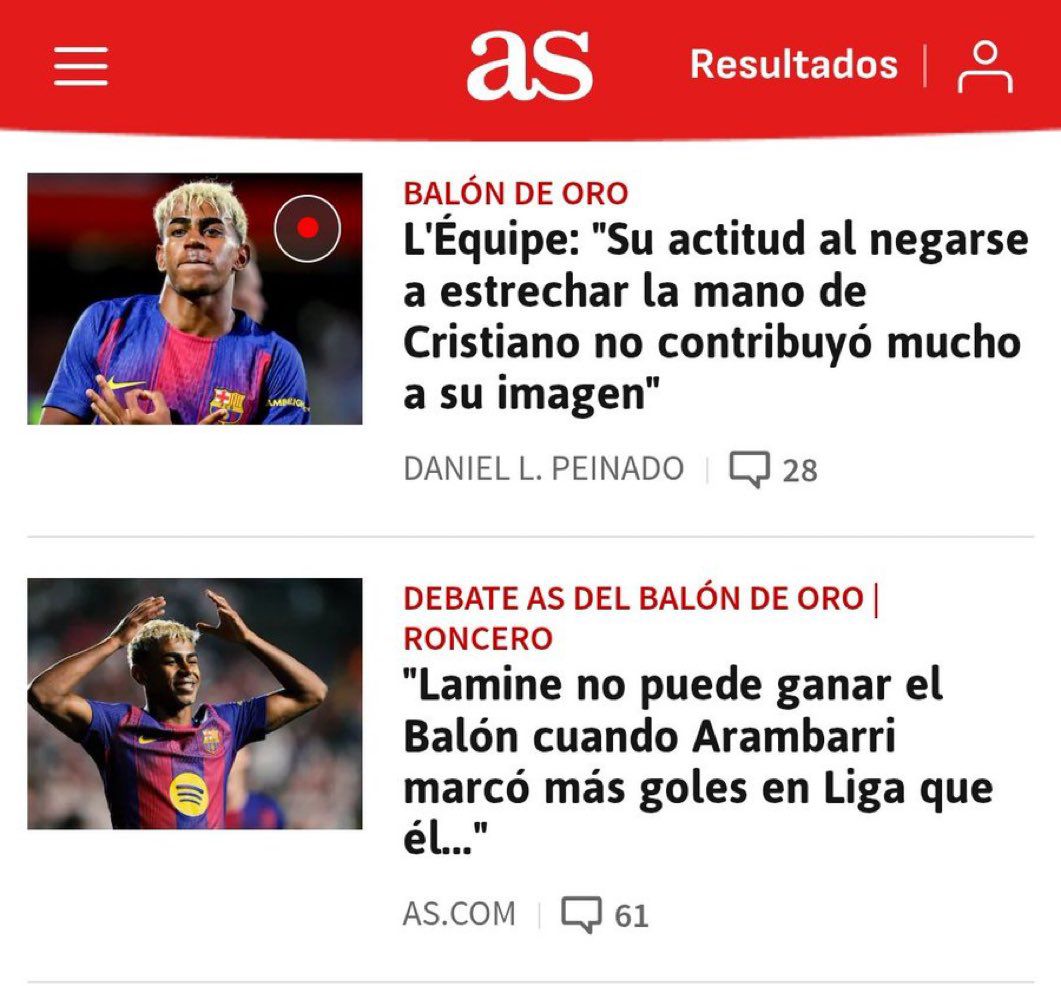 as
Resultados
BALÓN DE ORO
L'Équipe: "Su actitud al negarse
a estrechar la mano de
Cristiano no contribuyó mucho
a su imagen"
DANIEL L. PEINADO
28
DEBATE AS DEL BALÓN DE ORO |
RONCERO
"Lamine no puede ganar el
Balón cuando Arambarri
marcó más goles en Liga que
él..."
AS.COM
61